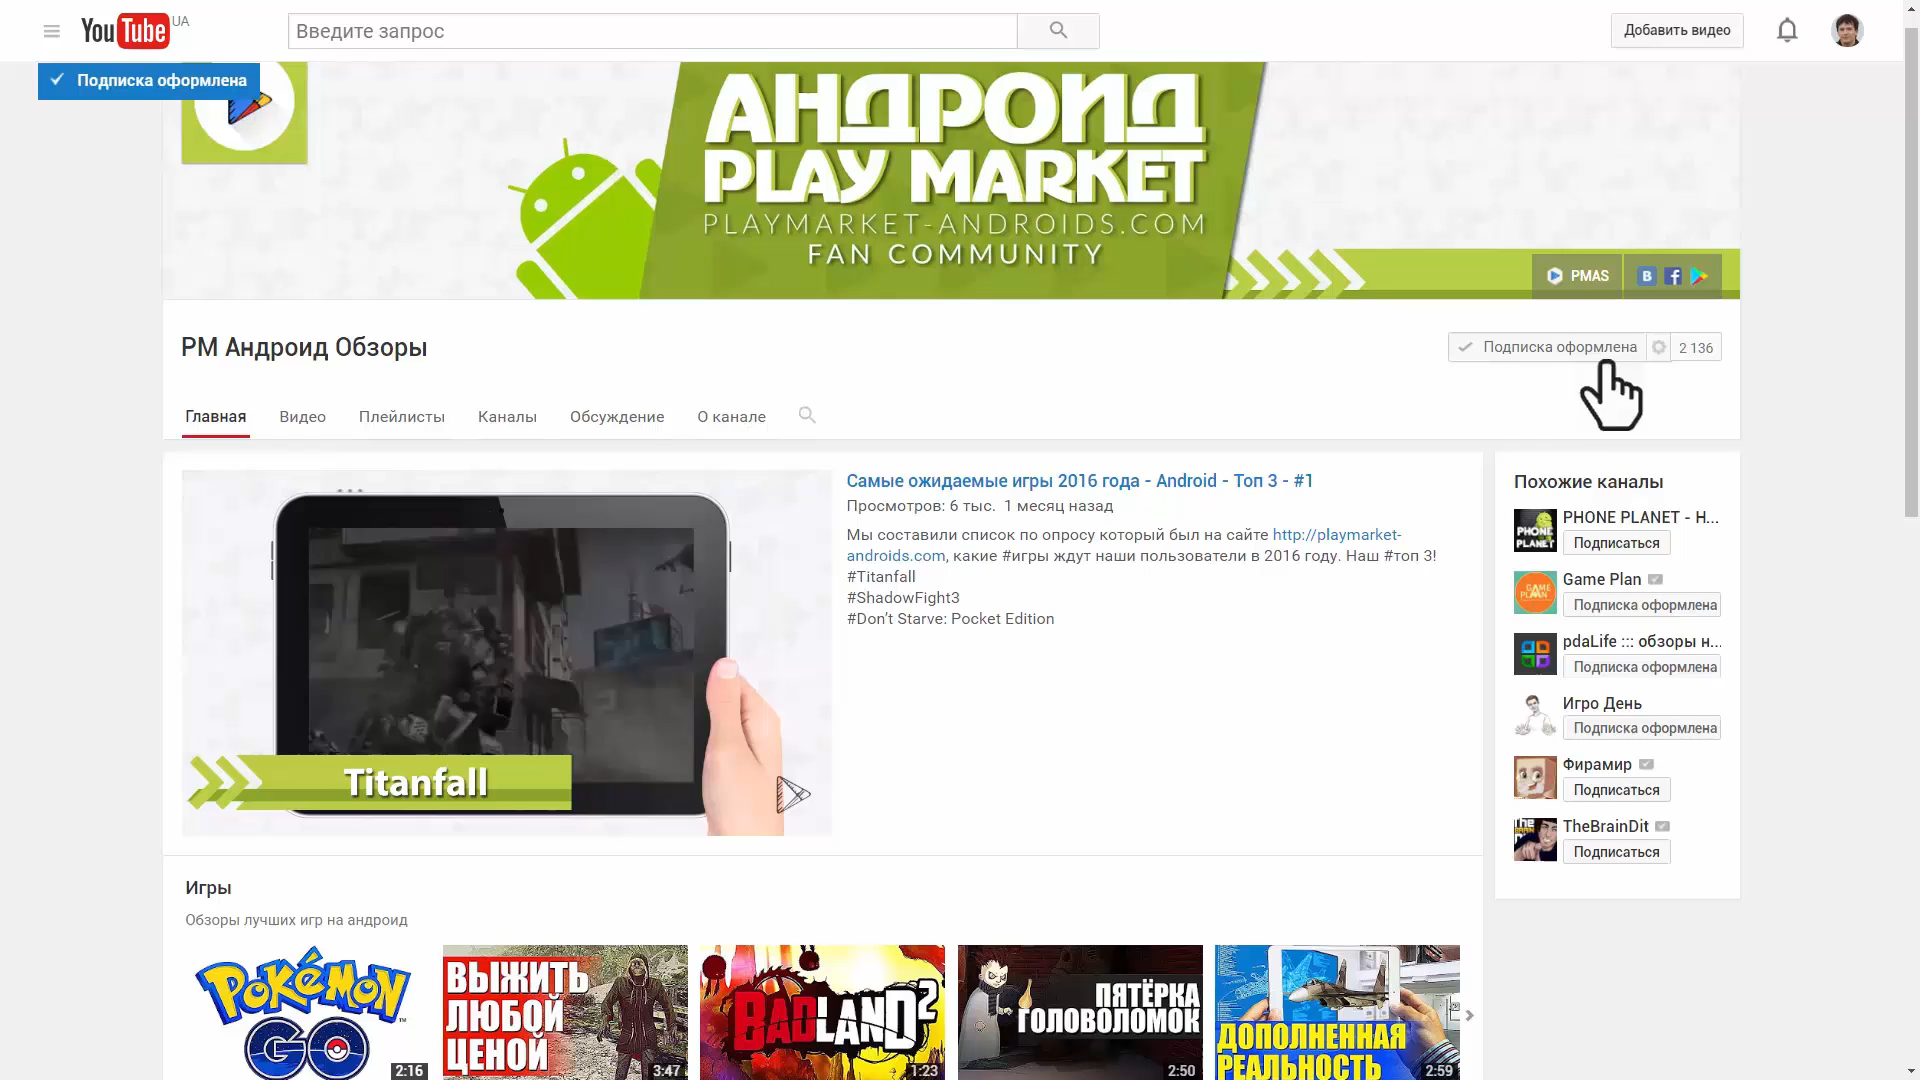 YouTube UA
Введите запрос
Добавить видео
Подписка оформлена
АНДРОИД
PLAY MARKET
PLAYMARKET-ANDROIDS.COM
FAN COMMUNITY
PMAS
РМ Андроид Обзоры
Подписка оформлена 2 136
Главная Видео Плейлисты Каналы Обсуждение О канале
Titanfall
Самые ожидаемые игры 2016 года - Android - Топ 3 - #1
Просмотров: 6 тыс. 1 месяц назад
Мы составили список по опросу который был на сайте http://playmarket-
androids.com, какие #игры ждут наши пользователи в 2016 году. Наш #топ 3!
#Titanfall
#ShadowFight3
#Don’t Starve: Pocket Edition
Похожие каналы
PHONE PLANET
PHONE PLANET - Н...
Подписаться
GAME PLAN
Game Plan
Подписка оформлена
pdaLife ::: обзоры н...
Подписка оформлена
Игро День
Подписка оформлена
Фирамир
Подписаться
TheBrainDit
Подписаться
Игры
Обзоры лучших игр на андроид
POKÉMON
GO
2:16
ВЫЖИТЬ
ЛЮБОЙ
ЦЕНОЙ
3:47
BADLAND2
1:23
ПЯТЁРКА
ГОЛОВОЛОМОК
2:50
ДОПОЛНЕННАЯ
РЕАЛЬНОСТЬ
2:59